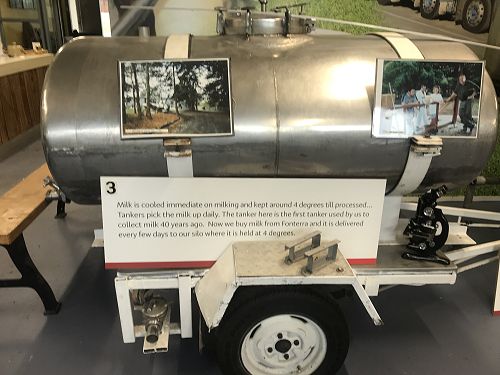 3
Milk is cooled immediate on milking and kept around 4 degrees till processed...
Tankers pick the milk up daily. The tanker here is the first tanker used by us to
collect milk 40 years ago. Now we buy milk from Fonterra and it is delivered
every few days to our silo where it is held at 4 degrees.